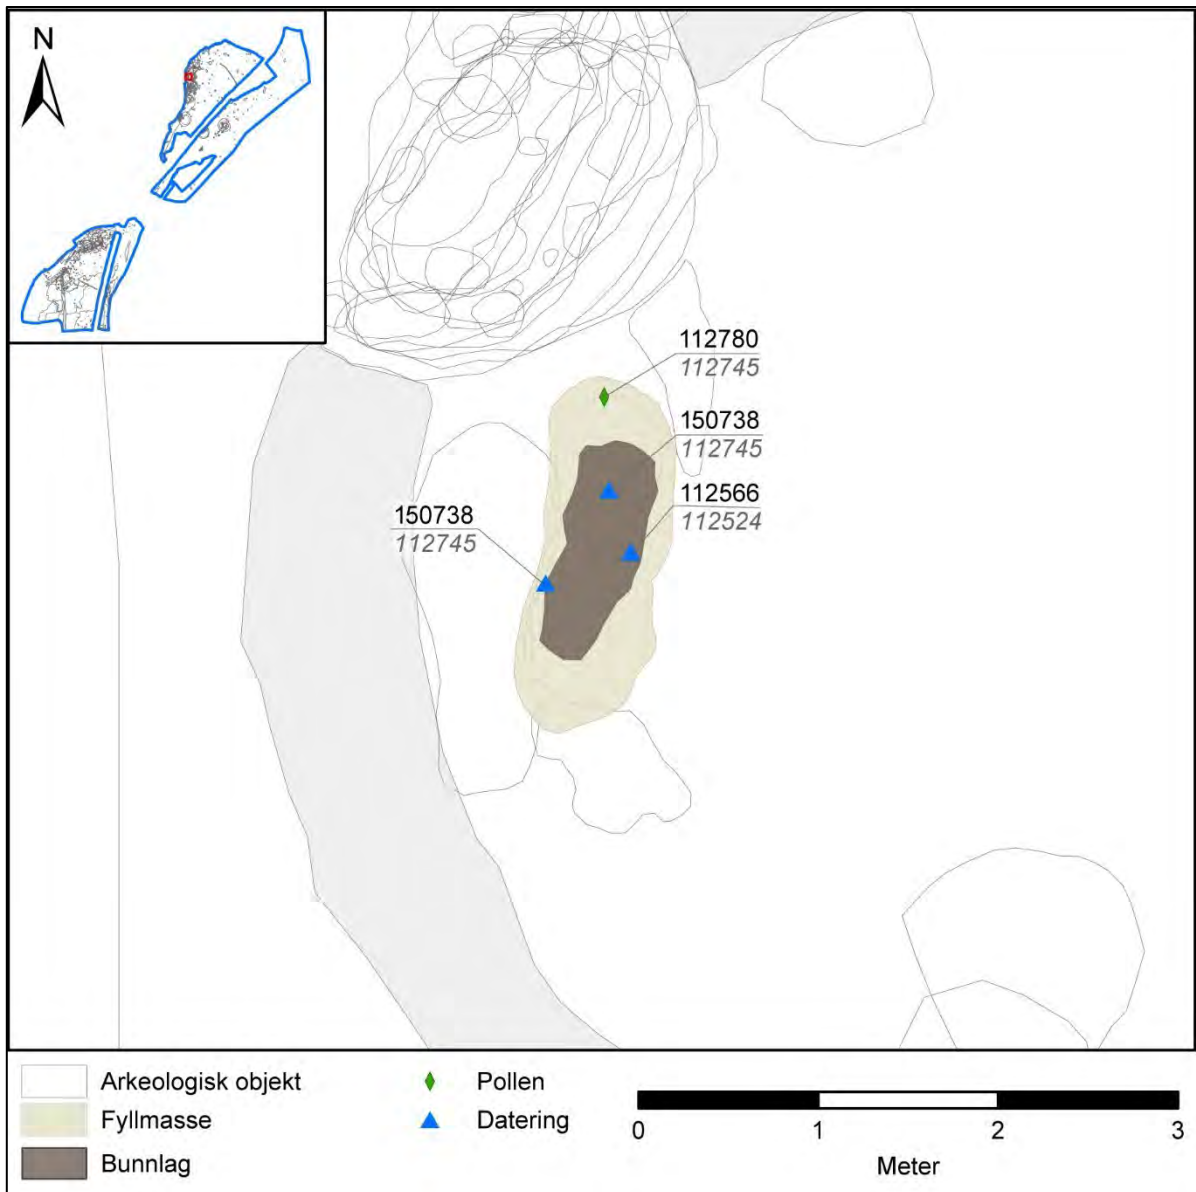 N
112780
112745
150738
112745
112566
112524
150738
112745
Arkeologisk objekt
Fyllmasse
Bunnlag
Pollen
Datering
0 1 2 3
Meter